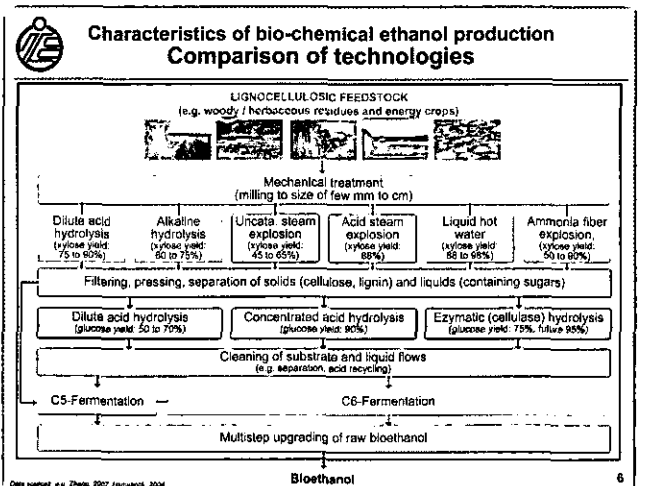 Characteristics of bio-chemical ethanol production
Comparison of technologies
LIGNOCELLULOSIC FEEDSTOCK
(e.g. woody / herbaceous residues and energy crops)
Mechanical treatment
(milling to size of few mm to cm)
Dilute acid
hydrolysis
(xylose yield:
75 to 90%)
Alkaline
hydrolysis
(xylose yield:
60 to 75%)
Uncata. steam
explosion
(xylose yield:
45 to 65%)
Acid steam
explosion
(xylose yield:
88%)
Liquid hot
water
(xylose yield:
88 to 98%)
Ammonia fiber
explosion,
(xylose yield:
50 to 90%)
Filtering, pressing, separation of solids (cellulose, lignin) and liquids (containing sugars)
Dilute acid hydrolysis
(glucose yield: 50 to 70%)
Concentrated acid hydrolysis
(glucose yield: 90%)
Ezymatic (cellulase) hydrolysis
(glucose yield: 75%, future 95%)
Cleaning of substrate and liquid flows
(e.g. separation, acid recycling)
C5-Fermentation
C6-Fermentation
Multistep upgrading of raw bioethanol
Bioethanol
6